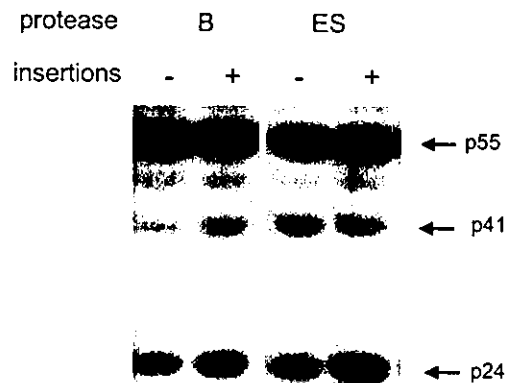 protease B ES
insertions - + - +
p55
p41
p24